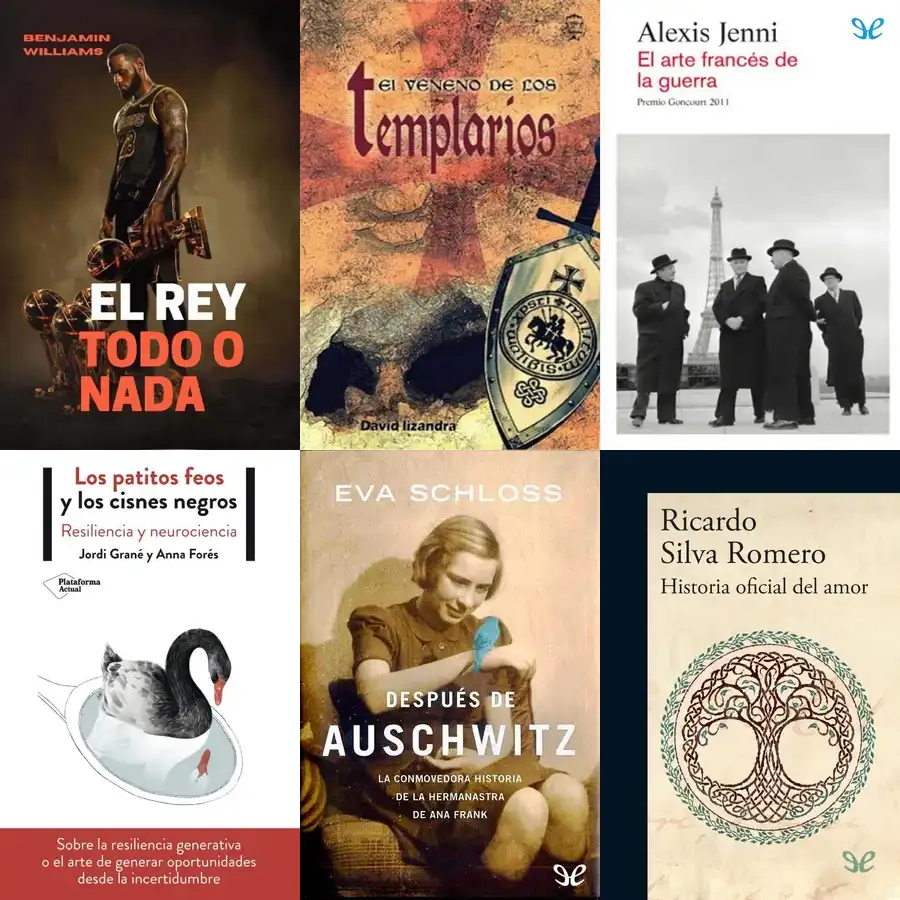 BENJAMIN
WILLIAMS
EL REY
TODO O
NADA
EL VENENO DE LOS
templarios
David lizandra
Alexis Jenni
El arte francés de
la guerra
Premio Goncourt 2011
Los patitos feos
y los cisnes negros
Resiliencia y neurociencia
Jordi Grané y Anna Forés
Plataforma
Actual
Sobre la resiliencia generativa
o el arte de generar oportunidades
desde la incertidumbre
EVA SCHLOSS
DESPUÉS DE
AUSCHWITZ
LA CONMOVEDORA HISTORIA
DE LA HERMANASTRA
DE ANA FRANK
Ricardo
Silva Romero
Historia oficial del amor